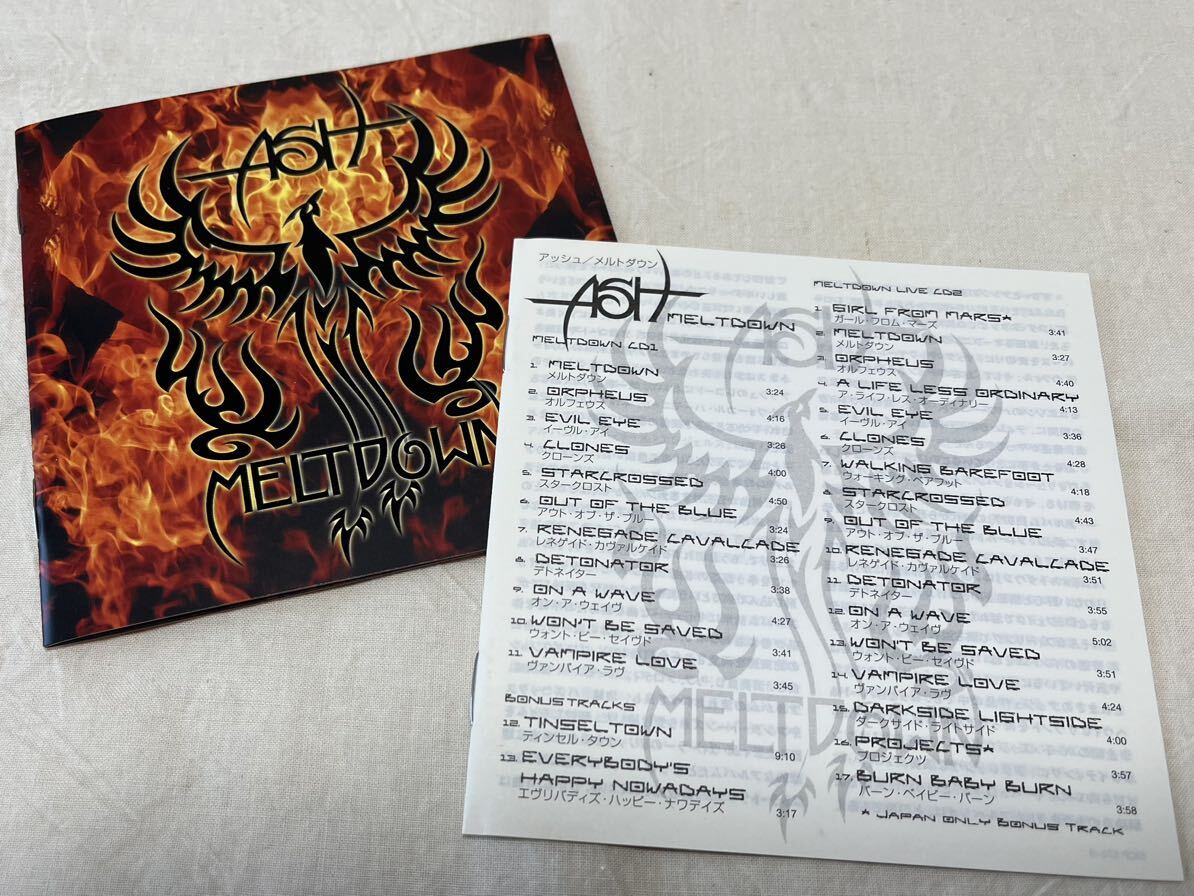 ASH
MELTDOWN
アッシュ／メルトダウン
ASH MELTDOWN
MELTDOWN CD1
1. MELTDOWN
メルトダウン
3:24
2. ORPHEUS
オルフェウス
4:16
3. EVIL EYE
イーヴル・アイ
3:26
4. CLONES
クローンズ
4:00
5. STARCROSSED
スタークロスト
4:50
6. OUT OF THE BLUE
アウト・オブ・ザ・ブルー
3:24
7. RENEGADE CAVALCADE
レネゲイド・カヴァルケイド
3:26
8. DETONATOR
デトネイター
3:38
9. ON A WAVE
オン・ア・ウェイヴ
4:27
10. WON'T BE SAVED
ウォント・ビー・セイヴド
3:41
11. VAMPIRE LOVE
ヴァンパイア・ラヴ
3:45
BONUS TRACKS
12. TINSELTOWN
ティンセル・タウン
9:10
13. EVERYBODY'S
HAPPY NOWADAYS
エヴリバディズ・ハッピー・ナワデイズ
3:17
MELTDOWN LIVE CD2
1. GIRL FROM MARS*
ガール・フロム・マーズ
3:41
2. MELTDOWN
メルトダウン
3:27
3. ORPHEUS
オルフェウス
4:40
4. A LIFE LESS ORDINARY
ア・ライフ・レス・オーディナリー
4:13
5. EVIL EYE
イーヴル・アイ
3:36
6. CLONES
クローンズ
4:28
7. WALKING BAREFOOT
ウォーキング・ベアフット
4:18
8. STARCROSSED
スタークロスト
4:43
9. OUT OF THE BLUE
アウト・オブ・ザ・ブルー
3:47
10. RENEGADE CAVALCADE
レネゲイド・カヴァルケイド
3:51
11. DETONATOR
デトネイター
3:55
12. ON A WAVE
オン・ア・ウェイヴ
5:02
13. WON'T BE SAVED
ウォント・ビー・セイヴド
3:51
14. VAMPIRE LOVE
ヴァンパイア・ラヴ
4:24
15. DARKSIDE LIGHTSIDE
ダークサイド・ライトサイド
4:00
16. PROJECTS*
プロジェクツ
3:57
17. BURN BABY BURN
バーン・ベイビー・バーン
3:58
* JAPAN ONLY BONUS TRACK
ASH
MELTDOWN